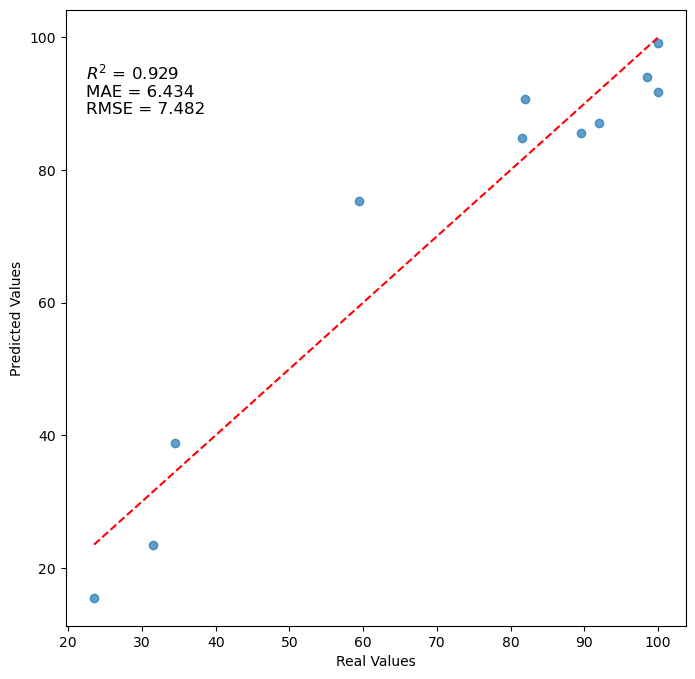 R² = 0.929
MAE = 6.434
RMSE = 7.482
100
80
60
40
20
Predicted Values
20 30 40 50 60 70 80 90 100
Real Values